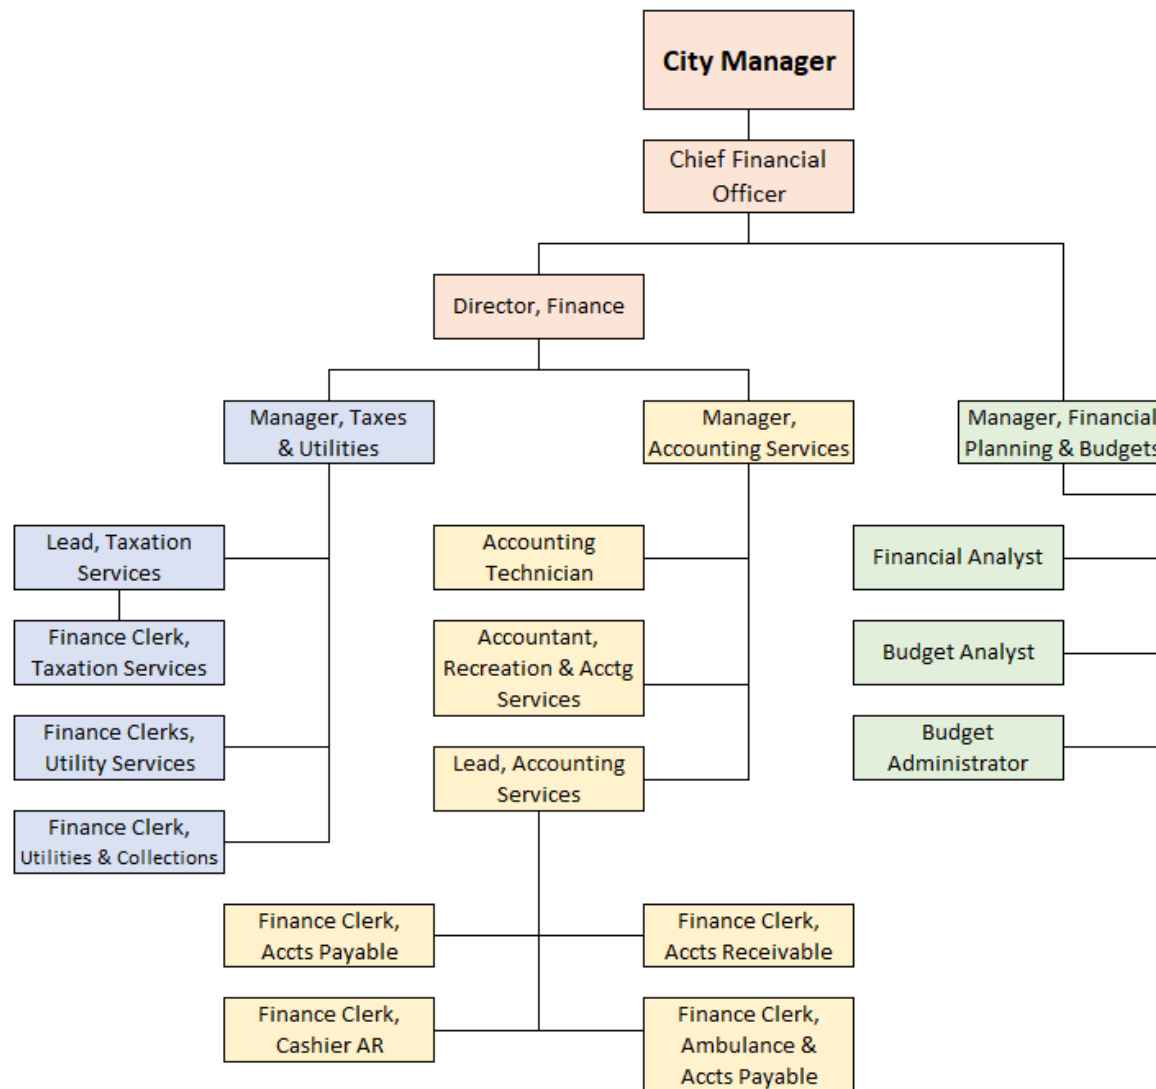 City Manager
Chief Financial
Officer
Director, Finance
Manager, Taxes
& Utilities
Manager,
Accounting Services
Manager, Financial
Planning & Budgets
Lead, Taxation
Services
Accounting
Technician
Financial Analyst
Finance Clerk,
Taxation Services
Accountant,
Recreation & Acctg
Services
Budget Analyst
Finance Clerks,
Utility Services
Lead, Accounting
Services
Budget
Administrator
Finance Clerk,
Utilities & Collections
Finance Clerk,
Accts Payable
Finance Clerk,
Accts Receivable
Finance Clerk,
Cashier AR
Finance Clerk,
Ambulance &
Accts Payable